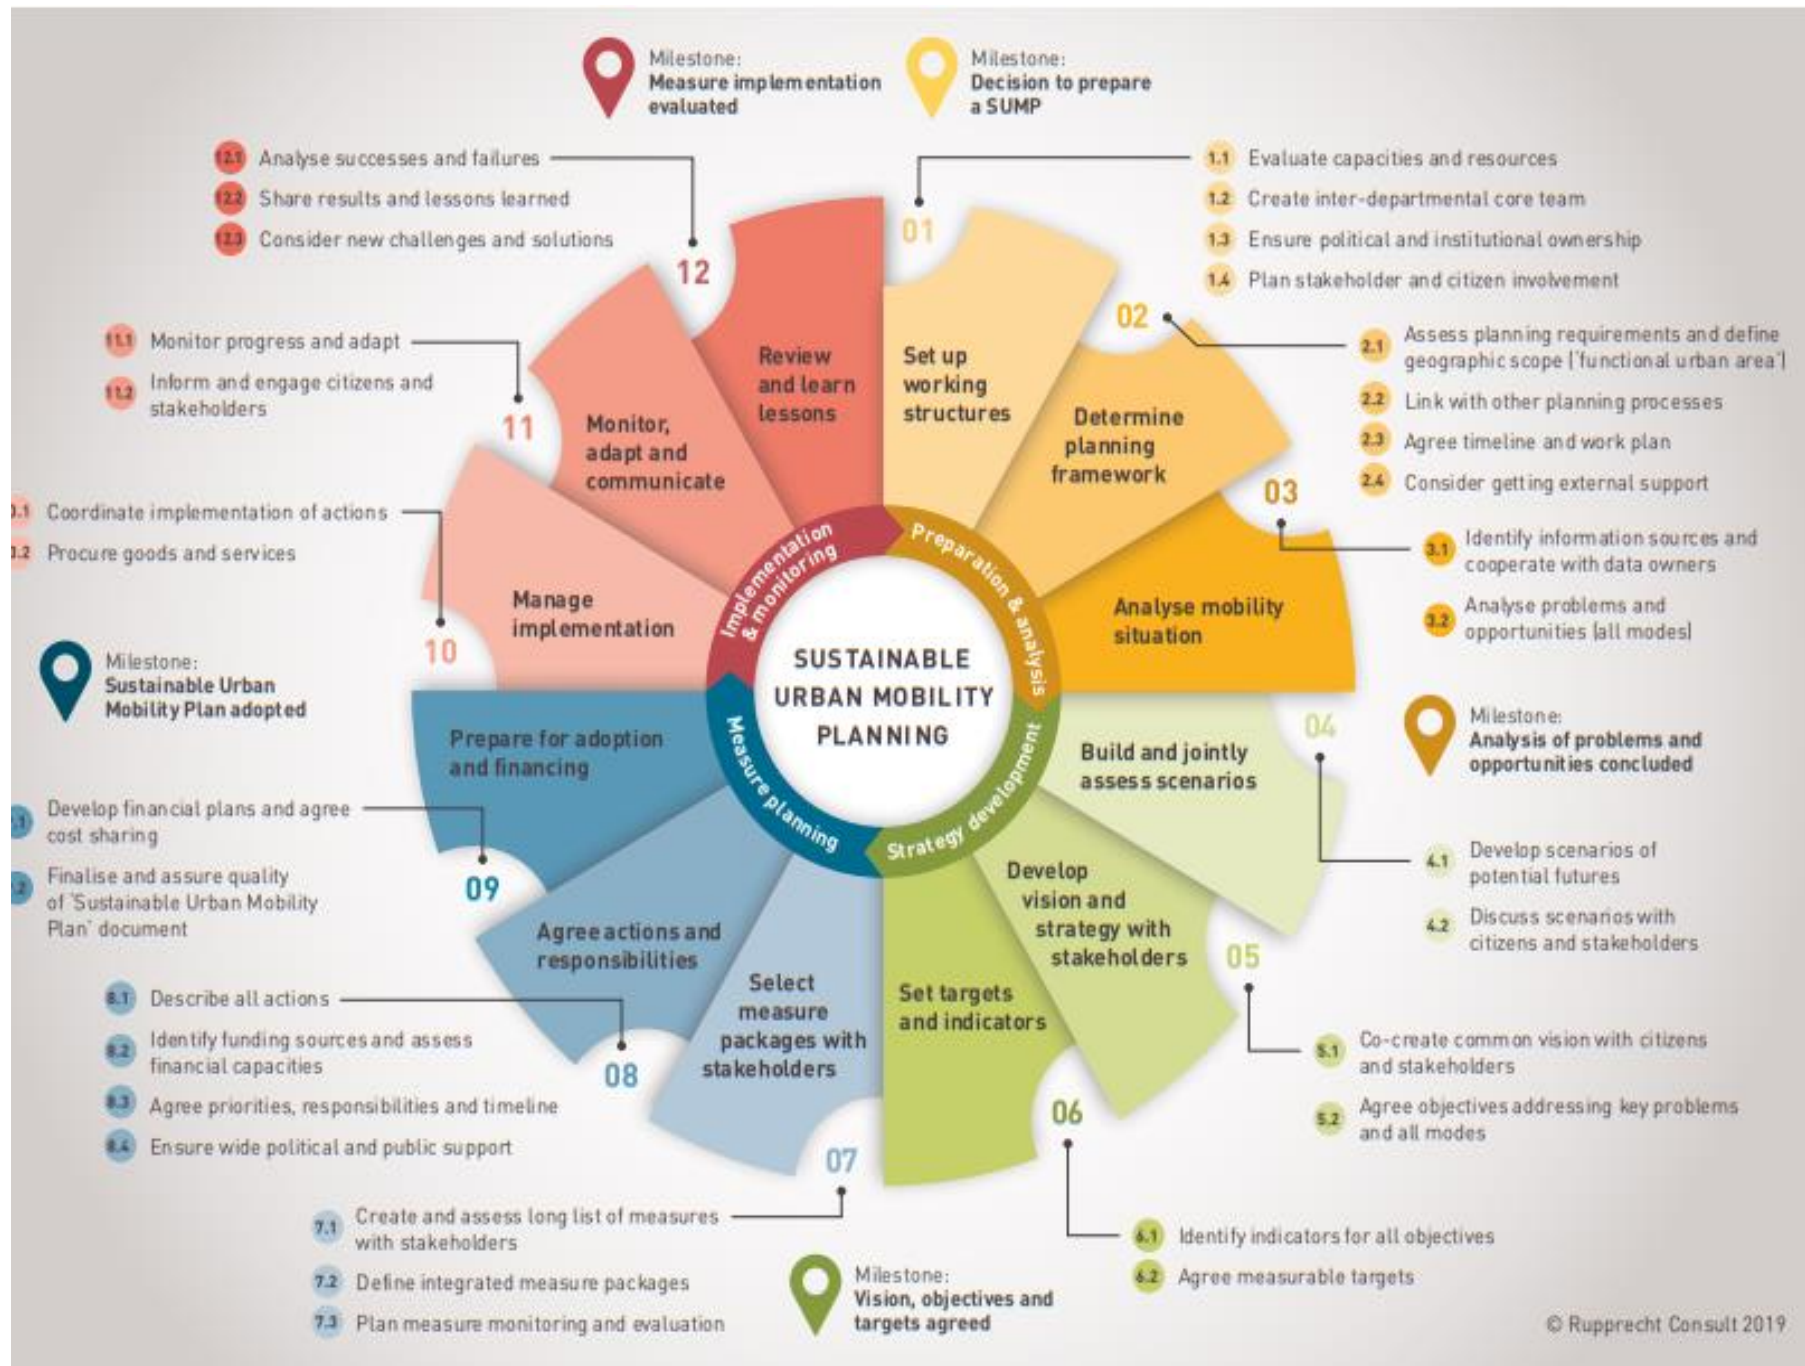 Milestone:
Measure implementation
evaluated
Milestone:
Decision to prepare
a SUMP
12.1 Analyse successes and failures
12.2 Share results and lessons learned
12.3 Consider new challenges and solutions
1.1 Evaluate capacities and resources
1.2 Create inter-departmental core team
1.3 Ensure political and institutional ownership
1.4 Plan stakeholder and citizen involvement
01
12
02
11.1 Monitor progress and adapt
11.2 Inform and engage citizens and
stakeholders
2.1 Assess planning requirements and define
geographic scope ('functional urban area')
2.2 Link with other planning processes
2.3 Agree timeline and work plan
2.4 Consider getting external support
Review
and learn
lessons
Set up
working
structures
11
Monitor,
adapt and
communicate
Determine
planning
framework
03
.1 Coordinate implementation of actions
.2 Procure goods and services
3.1 Identify information sources and
cooperate with data owners
3.2 Analyse problems and
opportunities (all modes)
Manage
implementation
10
Analyse mobility
situation
Implementation
& monitoring
Preparation & analysis
SUSTAINABLE
URBAN MOBILITY
PLANNING
Measure planning
Strategy development
Milestone:
Sustainable Urban
Mobility Plan adopted
Milestone:
Analysis of problems and
opportunities concluded
Prepare for adoption
and financing
Build and jointly
assess scenarios
04
.1 Develop financial plans and agree
cost sharing
.2 Finalise and assure quality
of 'Sustainable Urban Mobility
Plan' document
09
4.1 Develop scenarios of
potential futures
4.2 Discuss scenarios with
citizens and stakeholders
Develop
vision and
strategy with
stakeholders
05
Agree actions and
responsibilities
Select
measure
packages with
stakeholders
Set targets
and indicators
8.1 Describe all actions
8.2 Identify funding sources and assess
financial capacities
8.3 Agree priorities, responsibilities and timeline
8.4 Ensure wide political and public support
08
5.1 Co-create common vision with citizens
and stakeholders
5.2 Agree objectives addressing key problems
and all modes
06
07
7.1 Create and assess long list of measures
with stakeholders
7.2 Define integrated measure packages
7.3 Plan measure monitoring and evaluation
6.1 Identify indicators for all objectives
6.2 Agree measurable targets
Milestone:
Vision, objectives and
targets agreed
© Rupprecht Consult 2019